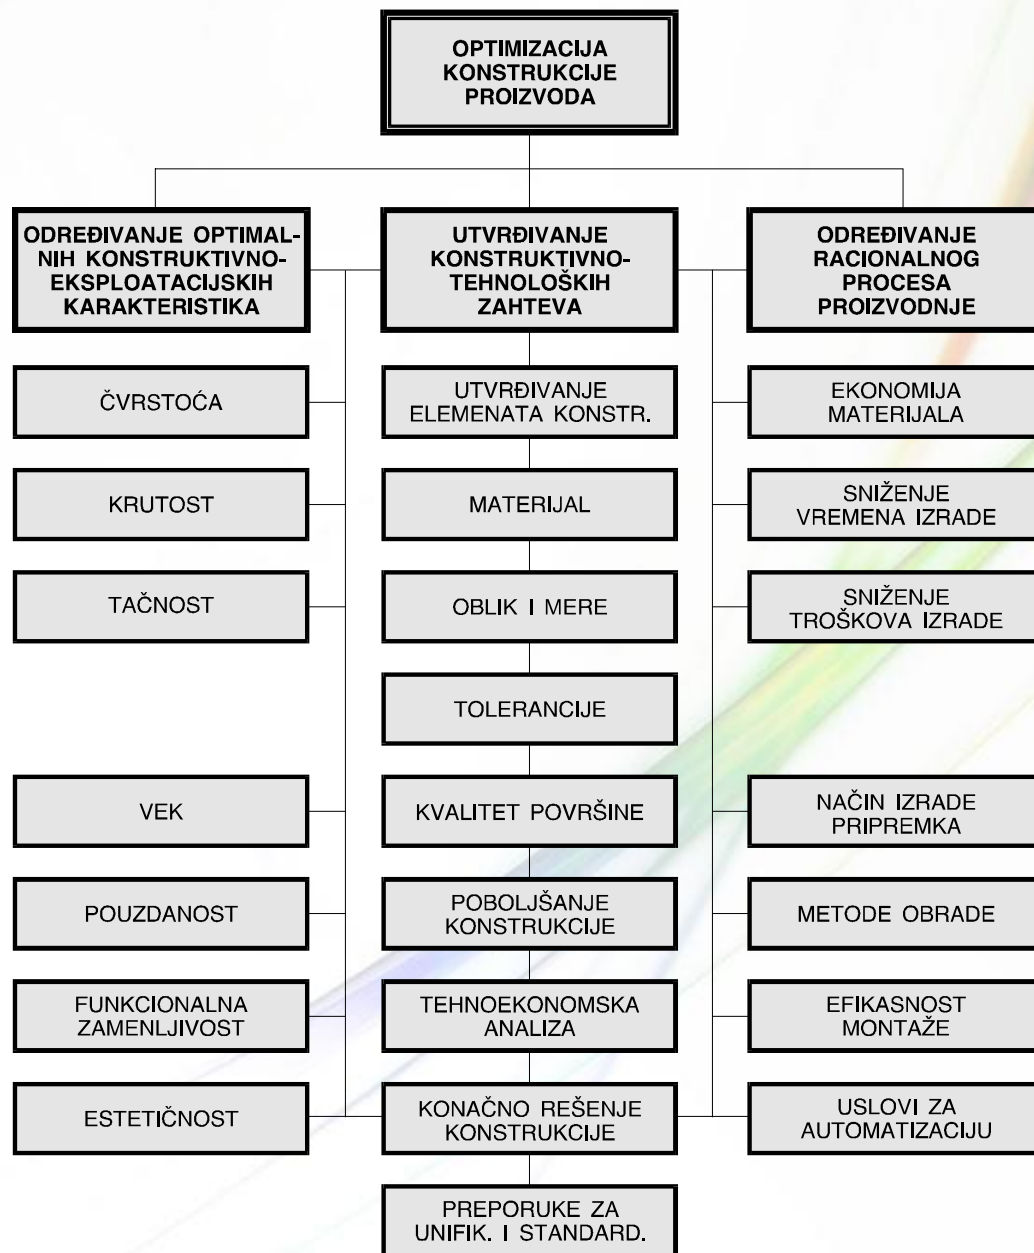 OPTIMIZACIJA
KONSTRUKCIJE
PROIZVODA
ODREĐIVANJE OPTIMAL-
NIH KONSTRUKTIVNO-
EKSPLOATACIJSKIH
KARAKTERISTIKA
UTVRĐIVANJE
KONSTRUKTIVNO-
TEHNOLOŠKIH
ZAHTEVA
ODREĐIVANJE
RACIONALNOG
PROCESA
PROIZVODNJE
ČVRSTOĆA
UTVRĐIVANJE
ELEMENATA KONSTR.
EKONOMIJA
MATERIJALA
KRUTOST
MATERIJAL
SNIŽENJE
VREMENA IZRADE
TAČNOST
OBLIK I MERE
SNIŽENJE
TROŠKOVA IZRADE
TOLERANCIJE
VEK
KVALITET POVRŠINE
NAČIN IZRADE
PRIPREMKA
POUZDANOST
POBOLJŠANJE
KONSTRUKCIJE
METODE OBRADE
FUNKCIONALNA
ZAMENLJIVOST
TEHNOEKONOMSKA
ANALIZA
EFIKASNOST
MONTAŽE
ESTETIČNOST
KONAČNO REŠENJE
KONSTRUKCIJE
USLOVI ZA
AUTOMATIZACIJU
PREPORUKE ZA
UNIFIK. I STANDARD.